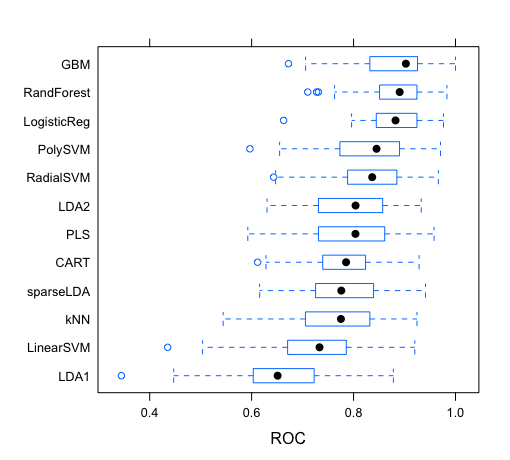 GBM
RandForest
LogisticReg
PolySVM
RadialSVM
LDA2
PLS
CART
sparseLDA
kNN
LinearSVM
LDA1
0.4 0.6 0.8 1.0
ROC